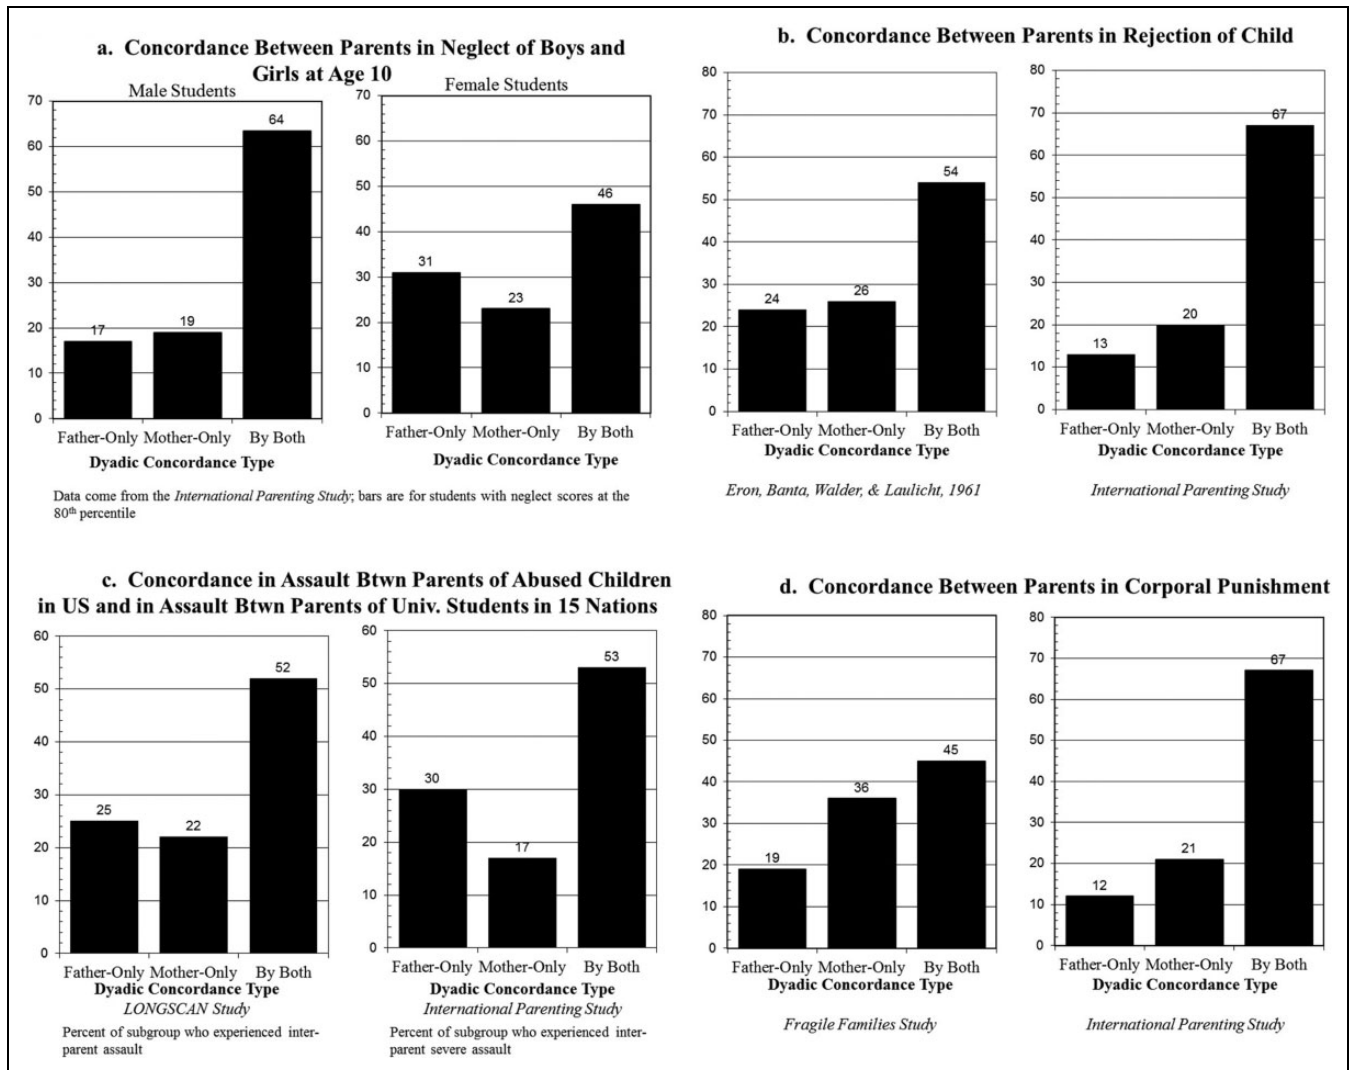 a. Concordance Between Parents in Neglect of Boys and
Girls at Age 10
Male Students
70
60
50
40
30
20
10
0
17
19
64
Father-Only Mother-Only By Both
Dyadic Concordance Type
Female Students
70
60
50
40
30
20
10
0
31
23
46
Father-Only Mother-Only By Both
Dyadic Concordance Type
Data come from the International Parenting Study; bars are for students with neglect scores at the
80th percentile
b. Concordance Between Parents in Rejection of Child
80
70
60
50
40
30
20
10
0
24
26
54
Father-Only Mother-Only By Both
Dyadic Concordance Type
Eron, Banta, Walder, & Laulicht, 1961
80
70
60
50
40
30
20
10
0
13
20
67
Father-Only Mother-Only By Both
Dyadic Concordance Type
International Parenting Study
c. Concordance in Assault Btwn Parents of Abused Children
in US and in Assault Btwn Parents of Univ. Students in 15 Nations
60
50
40
30
20
10
0
25
22
52
Father-Only Mother-Only By Both
Dyadic Concordance Type
LONGSCAN Study
Percent of subgroup who experienced inter-
parent assault
60
50
40
30
20
10
0
30
17
53
Father-Only Mother-Only By Both
Dyadic Concordance Type
International Parenting Study
Percent of subgroup who experienced inter-
parent severe assault
d. Concordance Between Parents in Corporal Punishment
80
70
60
50
40
30
20
10
0
19
36
45
Father-Only Mother-Only By Both
Dyadic Concordance Type
Fragile Families Study
80
70
60
50
40
30
20
10
0
12
21
67
Father-Only Mother-Only By Both
Dyadic Concordance Type
International Parenting Study